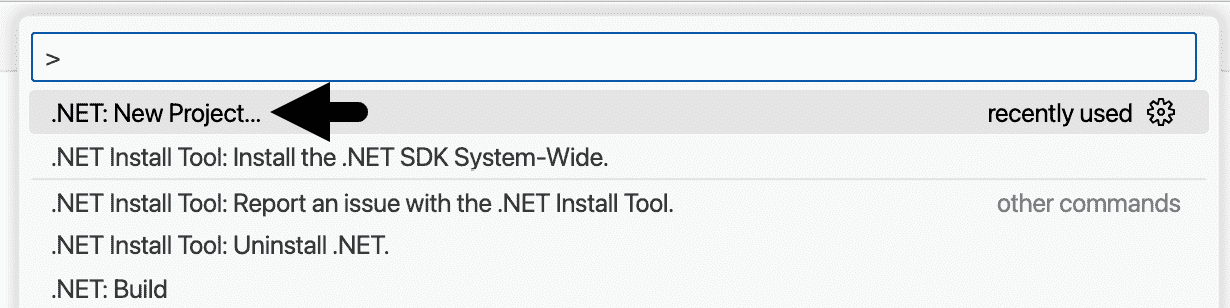 >
.NET: New Project... recently used
.NET Install Tool: Install the .NET SDK System-Wide.
.NET Install Tool: Report an issue with the .NET Install Tool. other commands
.NET Install Tool: Uninstall .NET.
.NET: Build